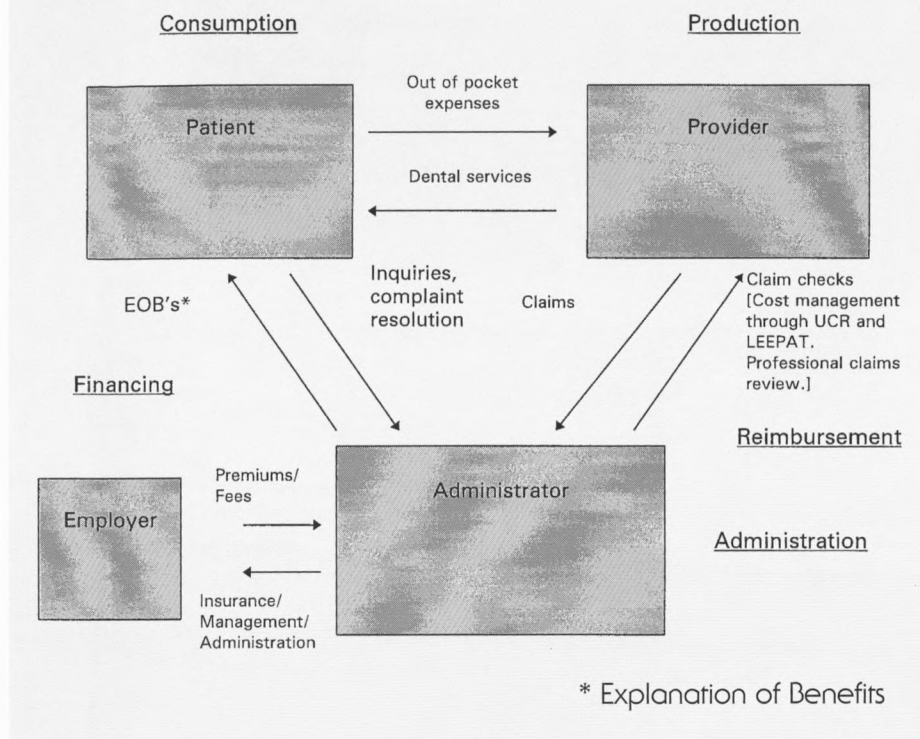 Consumption
Production
Patient
Out of pocket
expenses
Dental services
Provider
EOB's*
Inquiries,
complaint
resolution
Claims
Claim checks
[Cost management
through UCR and
LEEPAT.
Professional claims
review.]
Financing
Reimbursement
Employer
Premiums/
Fees
Insurance/
Management/
Administration
Administrator
Administration
* Explanation of Benefits